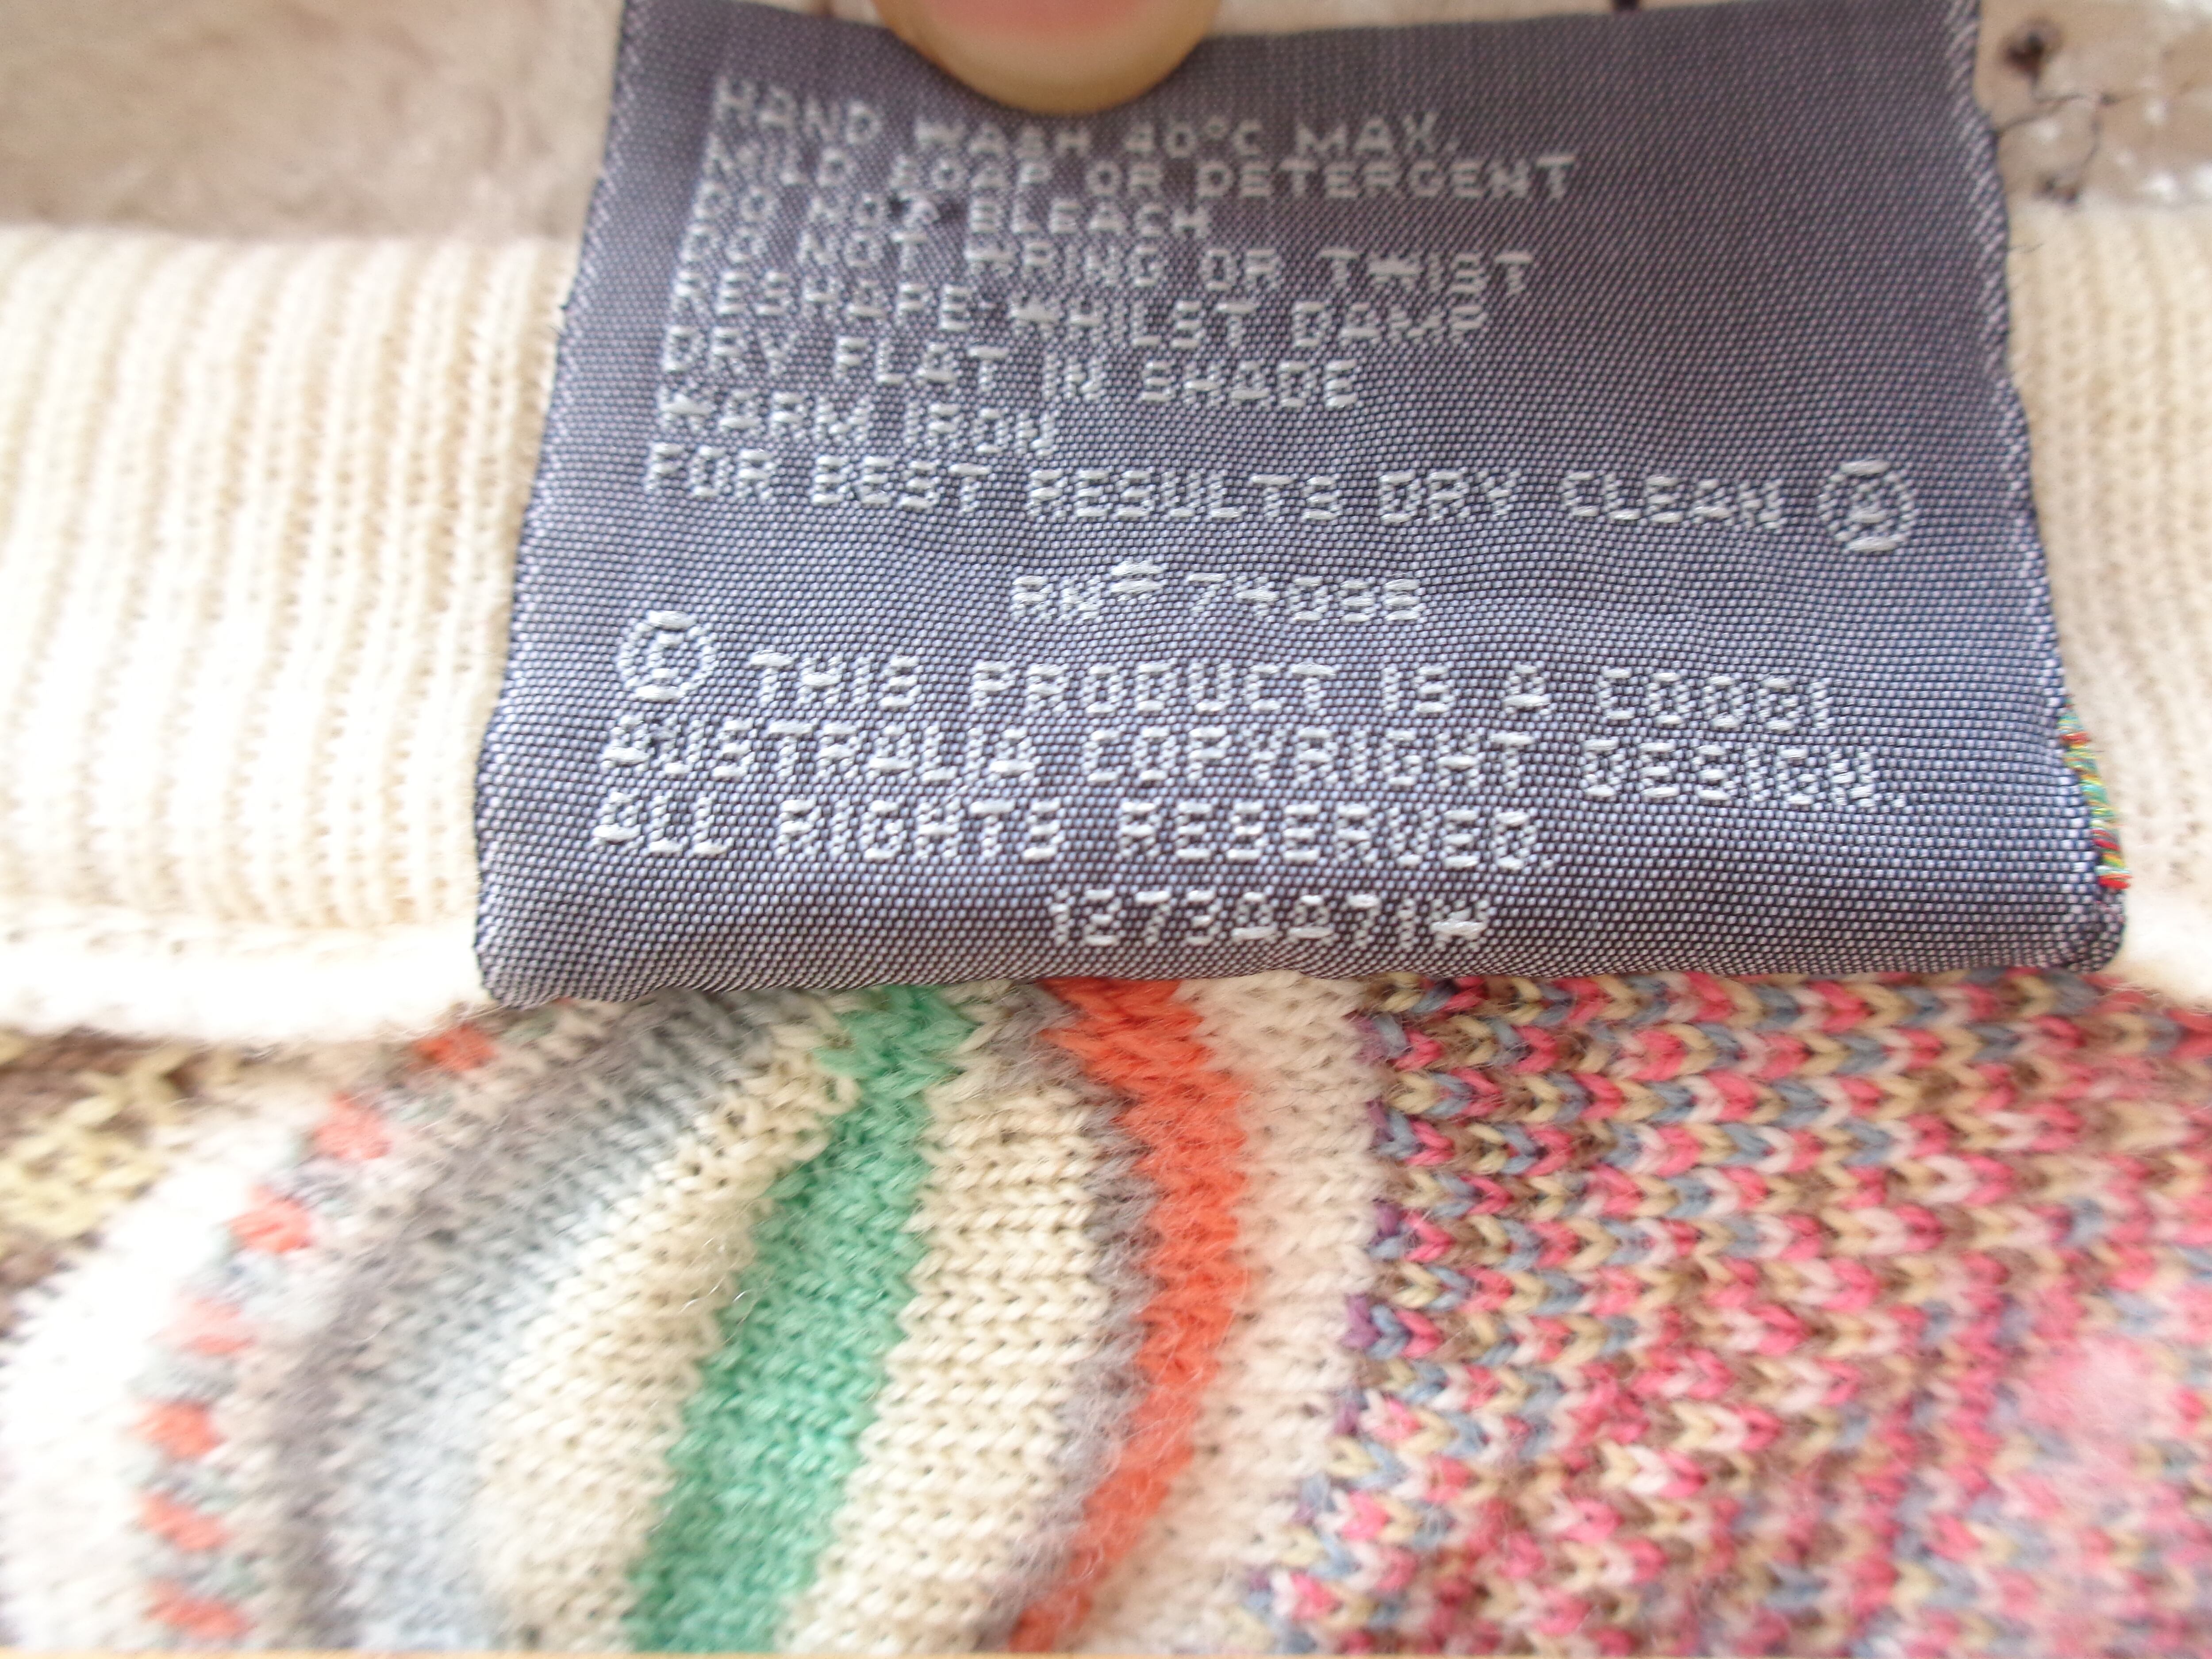 HAND WASH 40°C MAX.
MILD SOAP OR DETERGENT
DO NOT BLEACH
DO NOT WRING OR TWIST
RESHAPE WHILST DAMP
DRY FLAT IN SHADE
WARM IRON
FOR BEST RESULTS DRY CLEAN Ⓐ
RN#
© THIS PRODUCT IS A COOGI
AUSTRALIA COPYRIGHT DESIGN.
ALL RIGHTS RESERVED.